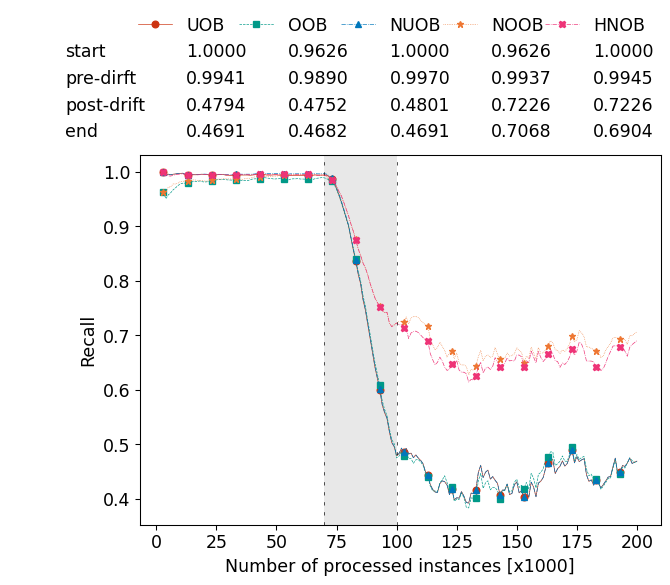 UOB OOB NUOB NOOB HNOB
start 1.0000 0.9626 1.0000 0.9626 1.0000
pre-dirft 0.9941 0.9890 0.9970 0.9937 0.9945
post-drift 0.4794 0.4752 0.4801 0.7226 0.7226
end 0.4691 0.4682 0.4691 0.7068 0.6904
1.0
0.9
0.8
0.7
0.6
0.5
0.4
Recall
0 25 50 75 100 125 150 175 200
Number of processed instances [x1000]